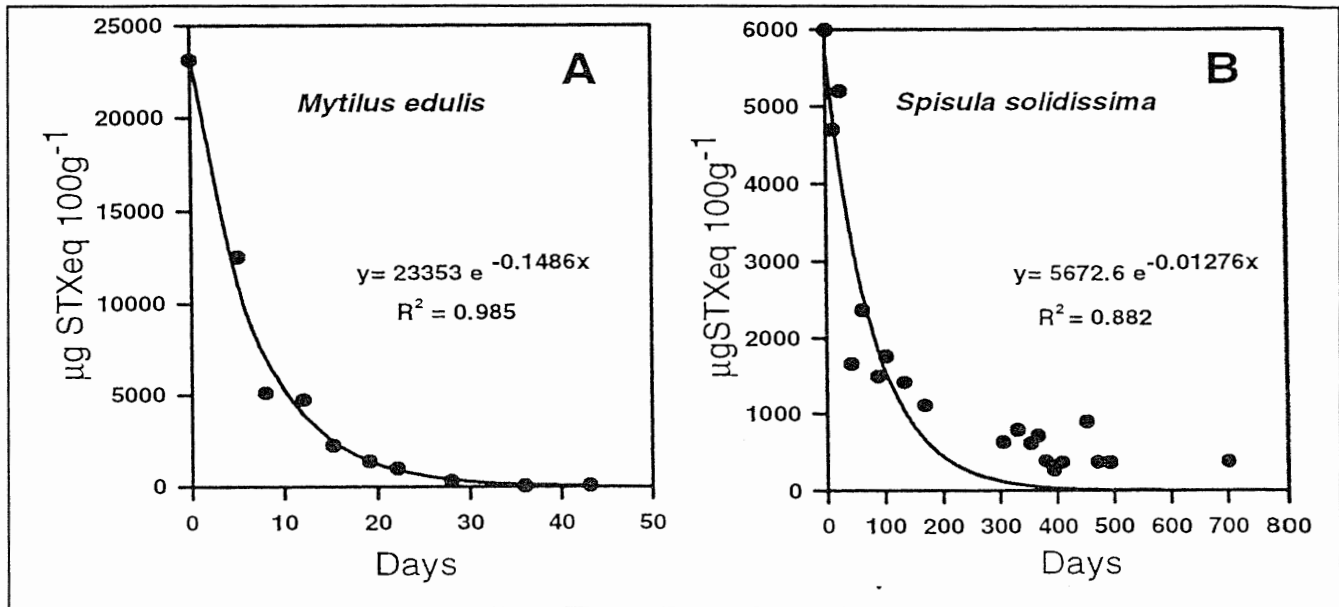 A
Mytilus edulis
µg STXeq 100g⁻¹
25000
20000
15000
10000
5000
0
y= 23353 e -0.1486x
R² = 0.985
0 10 20 30 40 50
Days
B
Spisula solidissima
µgSTXeq 100g⁻¹
6000
5000
4000
3000
2000
1000
0
y= 5672.6 e-0.01276x
R² = 0.882
0 100 200 300 400 500 600 700 800
Days